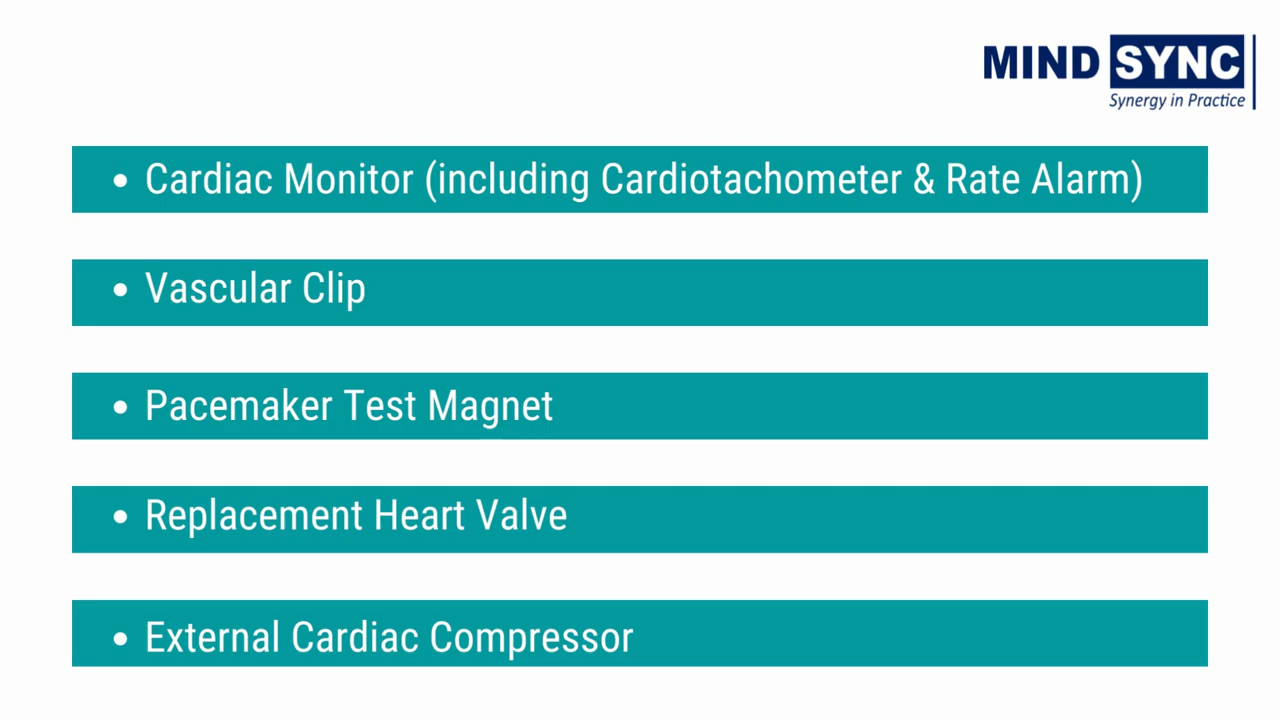 MIND SYNC
Synergy in Practice
• Cardiac Monitor (including Cardiotachometer & Rate Alarm)
• Vascular Clip
• Pacemaker Test Magnet
• Replacement Heart Valve
• External Cardiac Compressor